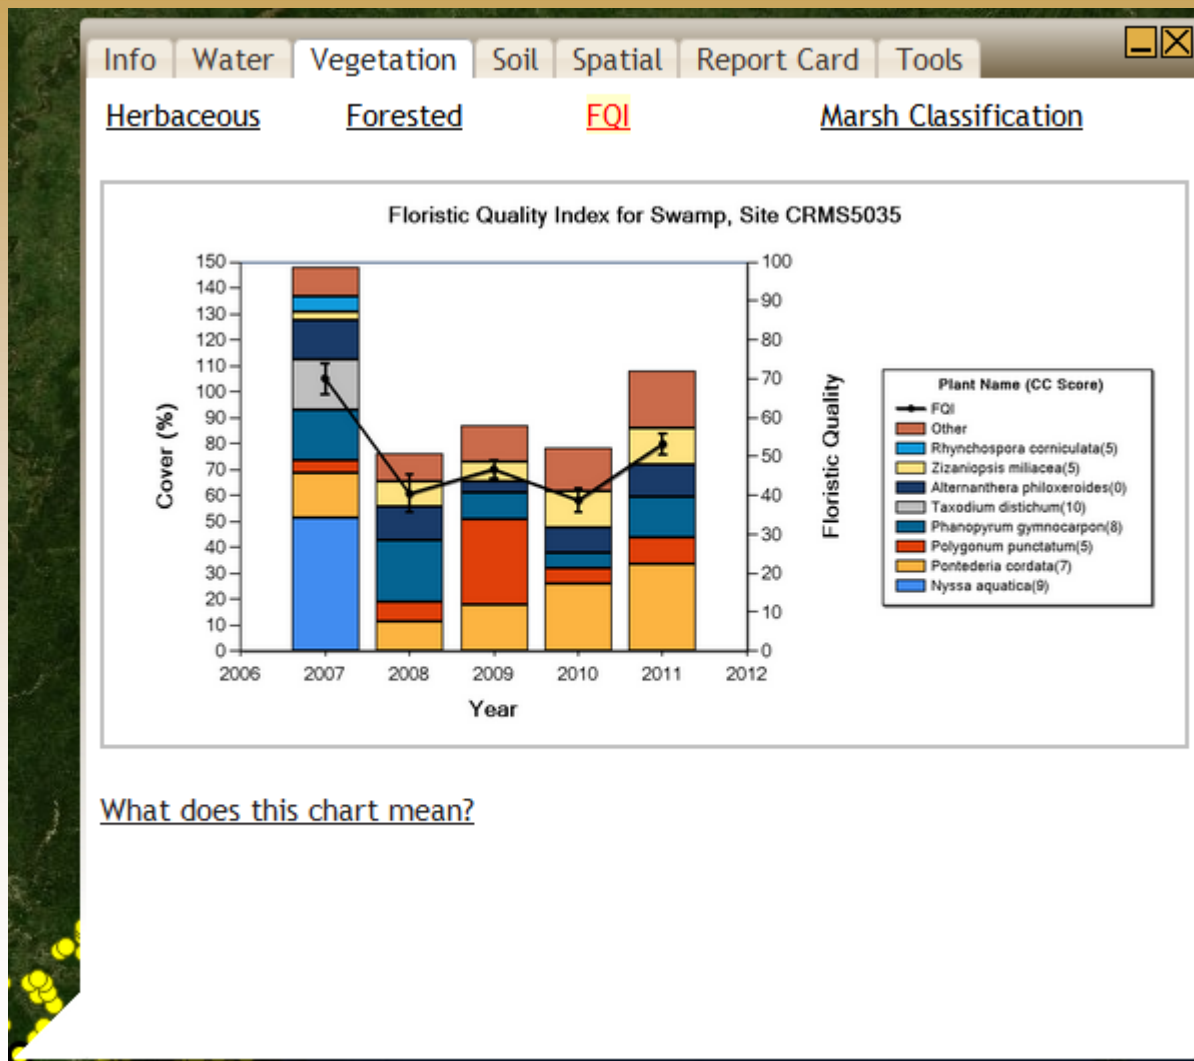 Info Water Vegetation Soil Spatial Report Card Tools
Herbaceous Forested FQI Marsh Classification
Floristic Quality Index for Swamp, Site CRMS5035
150
140
130
120
110
100
90
80
70
60
50
40
30
20
10
0
Cover (%)
100
90
80
70
60
50
40
30
20
10
0
Floristic Quality
2006 2007 2008 2009 2010 2011 2012
Year
Plant Name (CC Score)
FQI
Other
Rhynchospora corniculata(5)
Zizaniopsis miliacea(5)
Alternanthera philoxeroides(0)
Taxodium distichum(10)
Phanopyrum gymnocarpon(8)
Polygonum punctatum(5)
Pontederia cordata(7)
Nyssa aquatica(9)
What does this chart mean?